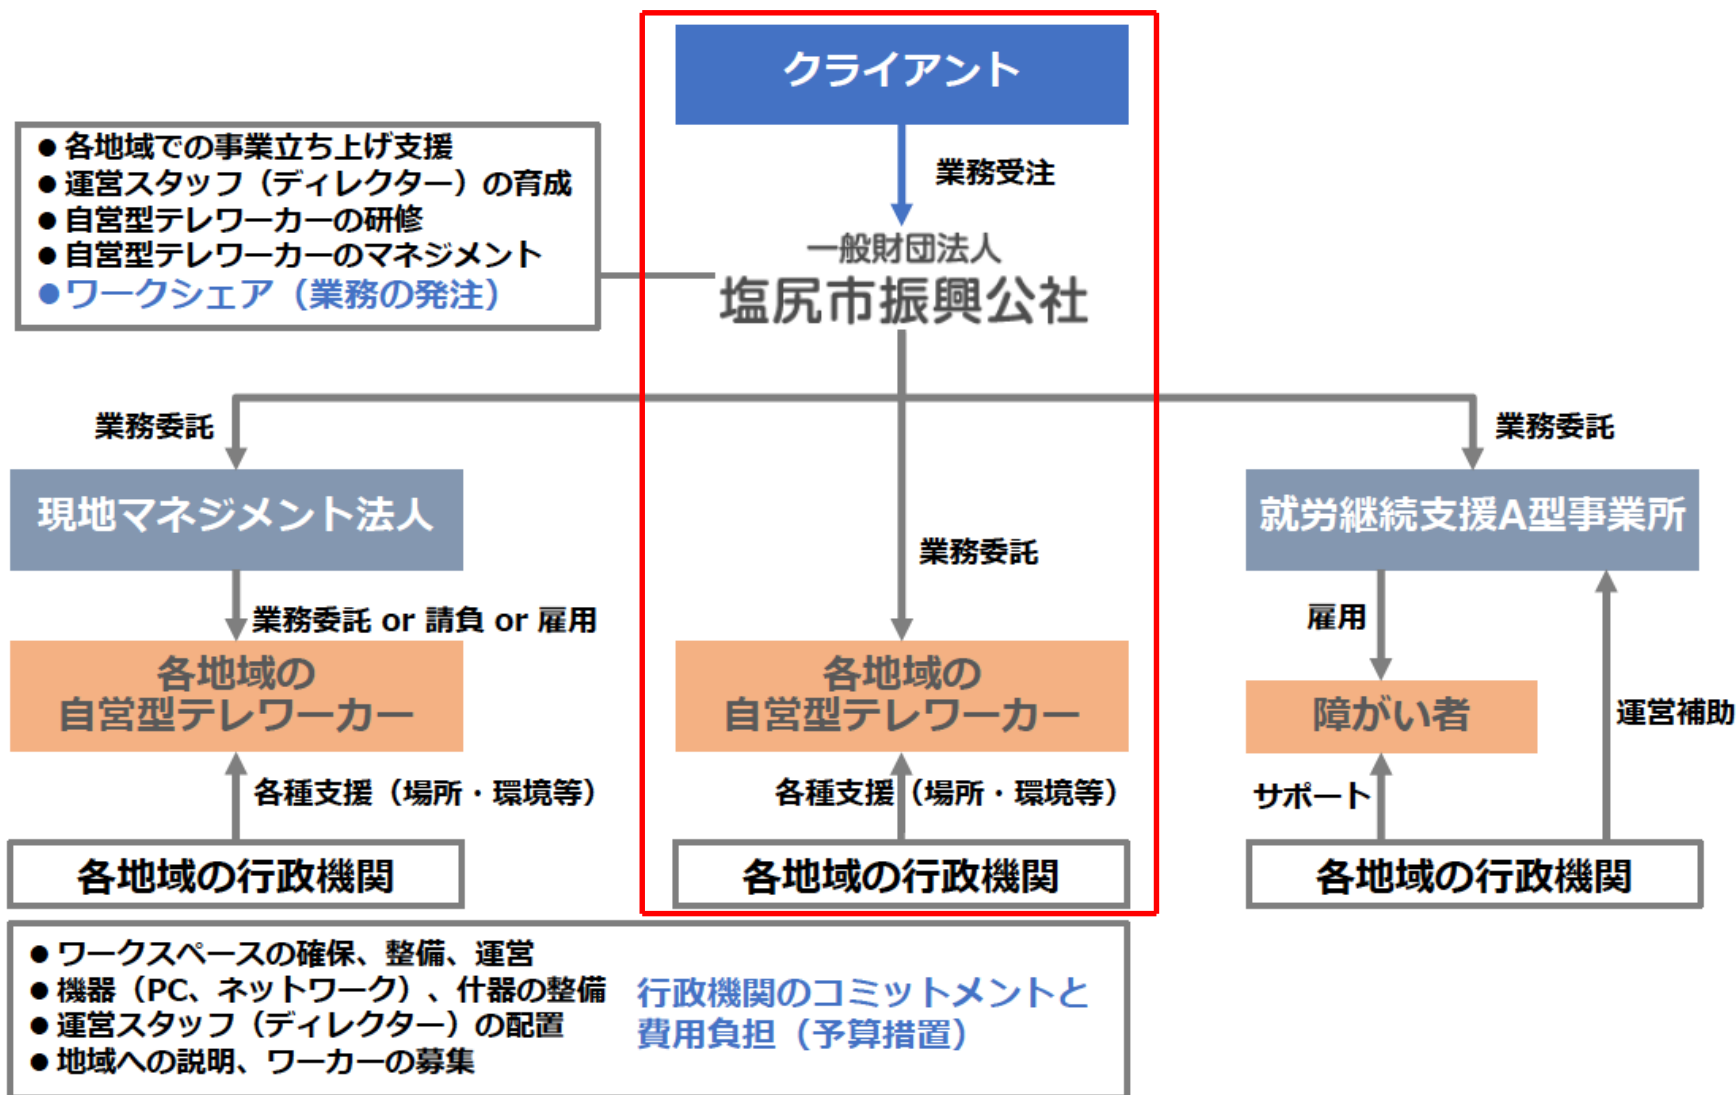 クライアント
業務受注
● 各地域での事業立ち上げ支援
● 運営スタッフ（ディレクター）の育成
● 自営型テレワーカーの研修
● 自営型テレワーカーのマネジメント
● ワークシェア（業務の発注）
一般財団法人
塩尻市振興公社
業務委託
業務委託
業務委託
現地マネジメント法人
就労継続支援A型事業所
業務委託 or 請負 or 雇用
雇用
運営補助
各地域の
自営型テレワーカー
各地域の
自営型テレワーカー
障がい者
各種支援（場所・環境等）
各種支援（場所・環境等）
サポート
各地域の行政機関
各地域の行政機関
各地域の行政機関
● ワークスペースの確保、整備、運営
● 機器（PC、ネットワーク）、什器の整備
● 運営スタッフ（ディレクター）の配置
● 地域への説明、ワーカーの募集
行政機関のコミットメントと
費用負担（予算措置）